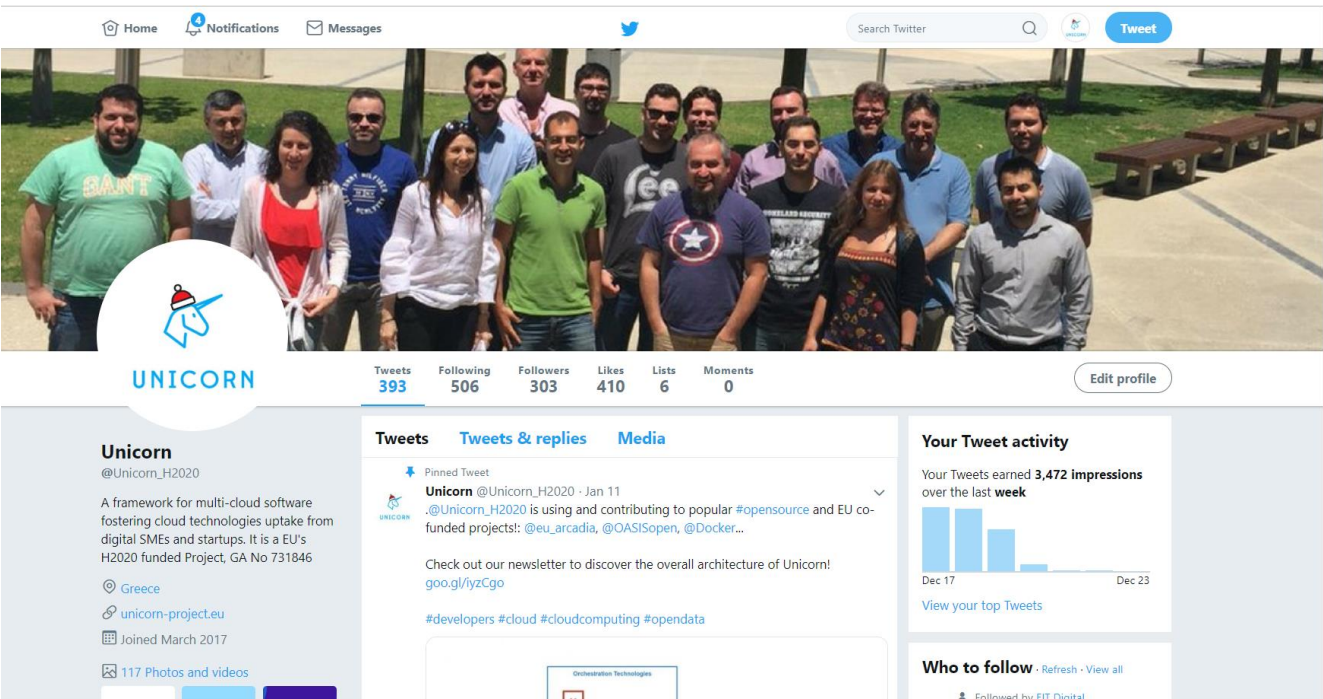 Home
4
Notifications
Messages
Search Twitter
UNICORN
Tweet
GANT
Lee
HOMELAND SECURITY
UNICORN
Tweets
393
Following
506
Followers
303
Likes
410
Lists
6
Moments
0
Edit profile
Unicorn
@Unicorn_H2020
A framework for multi-cloud software
fostering cloud technologies uptake from
digital SMEs and startups. It is a EU's
H2020 funded Project, GA No 731846
Greece
unicorn-project.eu
Joined March 2017
117 Photos and videos
Tweets Tweets & replies Media
Pinned Tweet
UNICORN
Unicorn @Unicorn_H2020 · Jan 11
.@Unicorn_H2020 is using and contributing to popular #opensource and EU co-
funded projects!: @eu_arcadia, @OASISopen, @Docker...
Check out our newsletter to discover the overall architecture of Unicorn!
goo.gl/iyzCgo
#developers #cloud #cloudcomputing #opendata
Orchestration Technologies
Your Tweet activity
Your Tweets earned 3,472 impressions
over the last week
Dec 17 Dec 23
View your top Tweets
Who to follow · Refresh · View all
Followed by EIT Digital